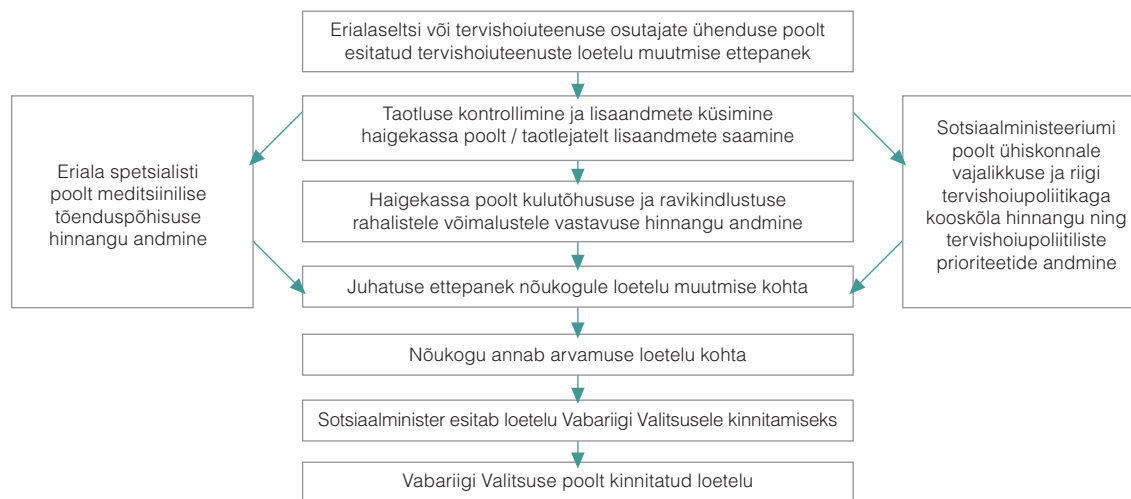 Erialaseltsi või tervishoiuteenuse osutajate ühenduse poolt
esitatud tervishoiuteenuste loetelu muutmise ettepanek
Taotluse kontrollimine ja lisaandmete küsimine
haigekassa poolt / taotlejatelt lisaandmete saamine
Eriala spetsialisti
poolt meditsiinilise
tõenduspõhisuse
hinnangu andmine
Haigekassa poolt kulutõhususe ja ravikindlustuse
rahalistele võimalustele vastavuse hinnangu andmine
Sotsiaalministeeriumi
poolt ühiskonnale
vajalikkuse ja riigi
tervishoiupoliitikaga
kooskõla hinnangu ning
tervishoiupoliitiliste
prioriteetide andmine
Juhatuse ettepanek nõukogule loetelu muutmise kohta
Nõukogu annab arvamuse loetelu kohta
Sotsiaalminister esitab loetelu Vabariigi Valitsusele kinnitamiseks
Vabariigi Valitsuse poolt kinnitatud loetelu